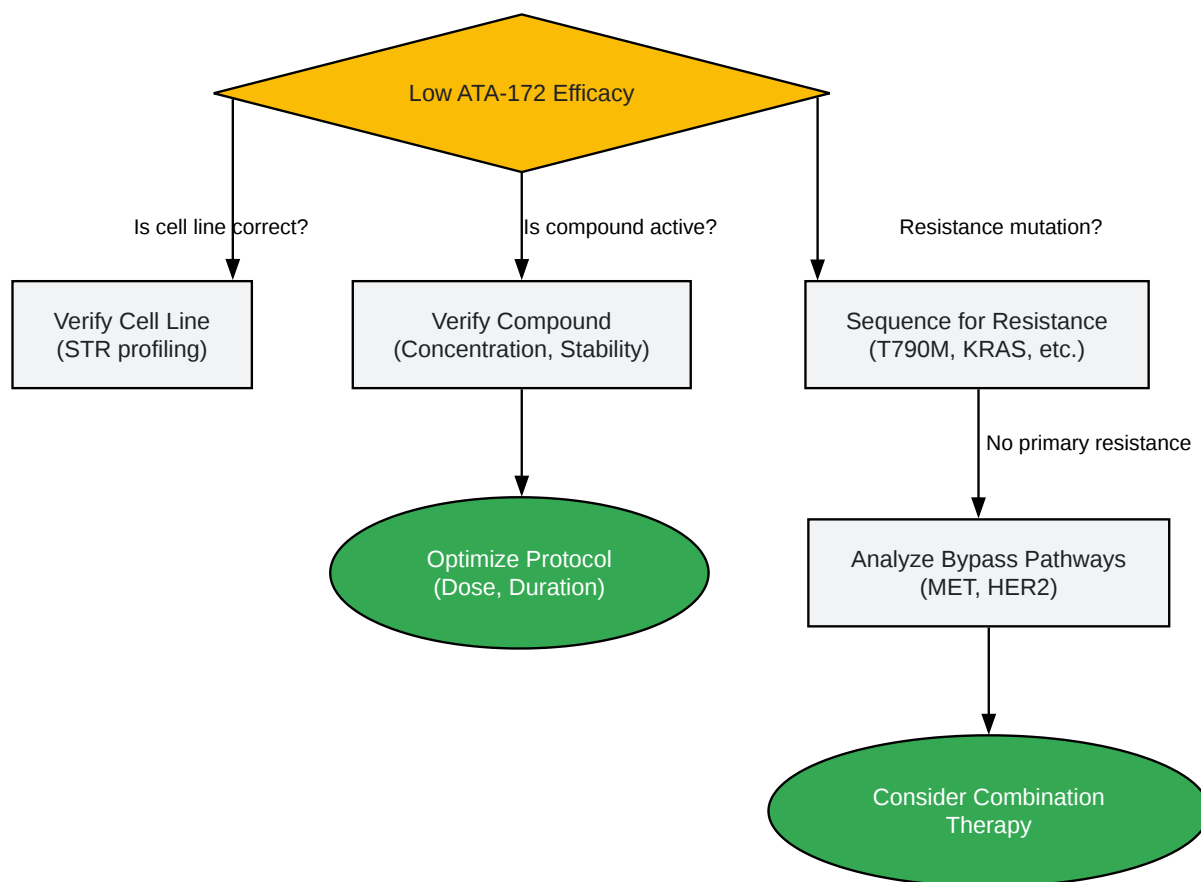 Low ATA-172 Efficacy
Is cell line correct?
Is compound active?
Resistance mutation?
Verify Cell Line
(STR profiling)
Verify Compound
(Concentration, Stability)
Sequence for Resistance
(T790M, KRAS, etc.)
No primary resistance
Optimize Protocol
(Dose, Duration)
Analyze Bypass Pathways
(MET, HER2)
Consider Combination
Therapy